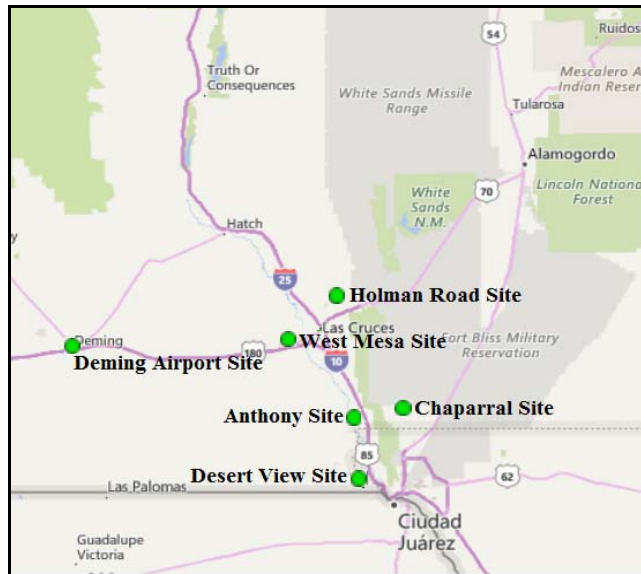 54
Ruidos
Truth Or
Consequences
White Sands Missile
Range
Mescalero A
Indian Reser
Tularosa
Alamogordo
White
Sands
N.M.
70
Lincoln National
Forest
Hatch
25
Holman Road Site
Las Cruces
Deming
West Mesa Site
Fort Bliss Military
Reservation
180
10
Deming Airport Site
Anthony Site
Chaparral Site
85
Desert View Site
62
Las Palomas
Ciudad
Juárez
Guadalupe
Victoria